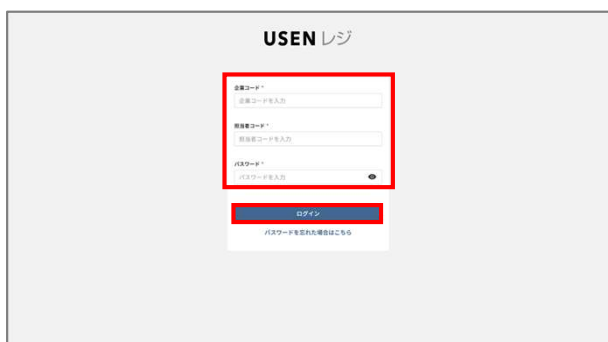 USEN レジ
企業コード *
企業コードを入力
担当者コード *
担当者コードを入力
パスワード *
パスワードを入力
ログイン
パスワードを忘れた場合はこちら